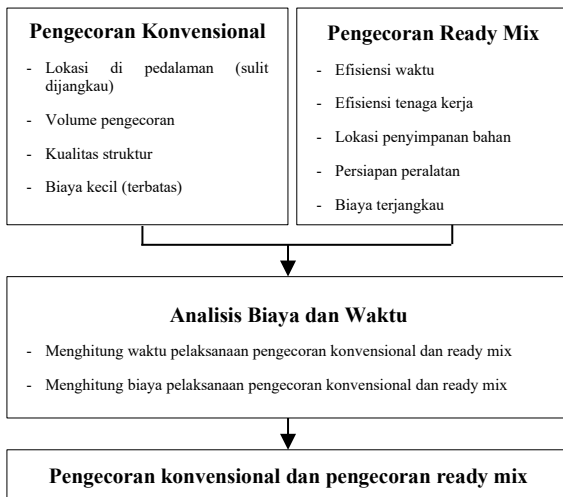 Pengecoran Konvensional
- Lokasi di pedalaman (sulit
dijangkau)
- Volume pengecoran
- Kualitas struktur
- Biaya kecil (terbatas)
Pengecoran Ready Mix
- Efisiensi waktu
- Efisiensi tenaga kerja
- Lokasi penyimpanan bahan
- Persiapan peralatan
- Biaya terjangkau
Analisis Biaya dan Waktu
- Menghitung waktu pelaksanaan pengecoran konvensional dan ready mix
- Menghitung biaya pelaksanaan pengecoran konvensional dan ready mix
Pengecoran konvensional dan pengecoran ready mix